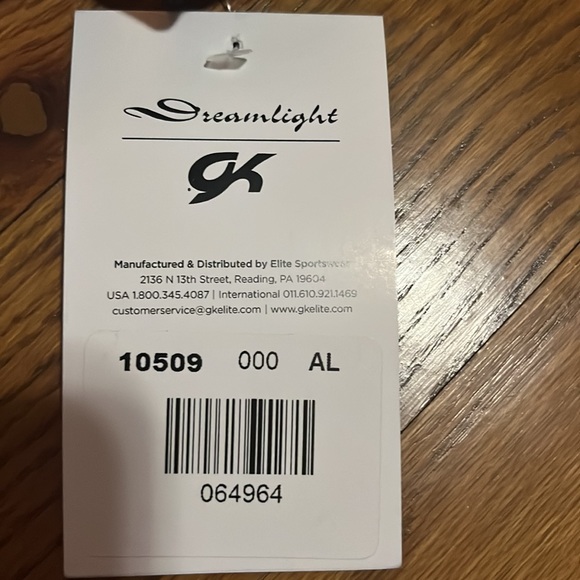 Dreamlight
GK
Manufactured & Distributed by Elite Sportswear
2136 N 13th Street, Reading, PA 19604
USA 1.800.345.4087 | International 011.610.921.1469
customerservice@gkelite.com | www.gkelite.com
10509 000 AL
064964